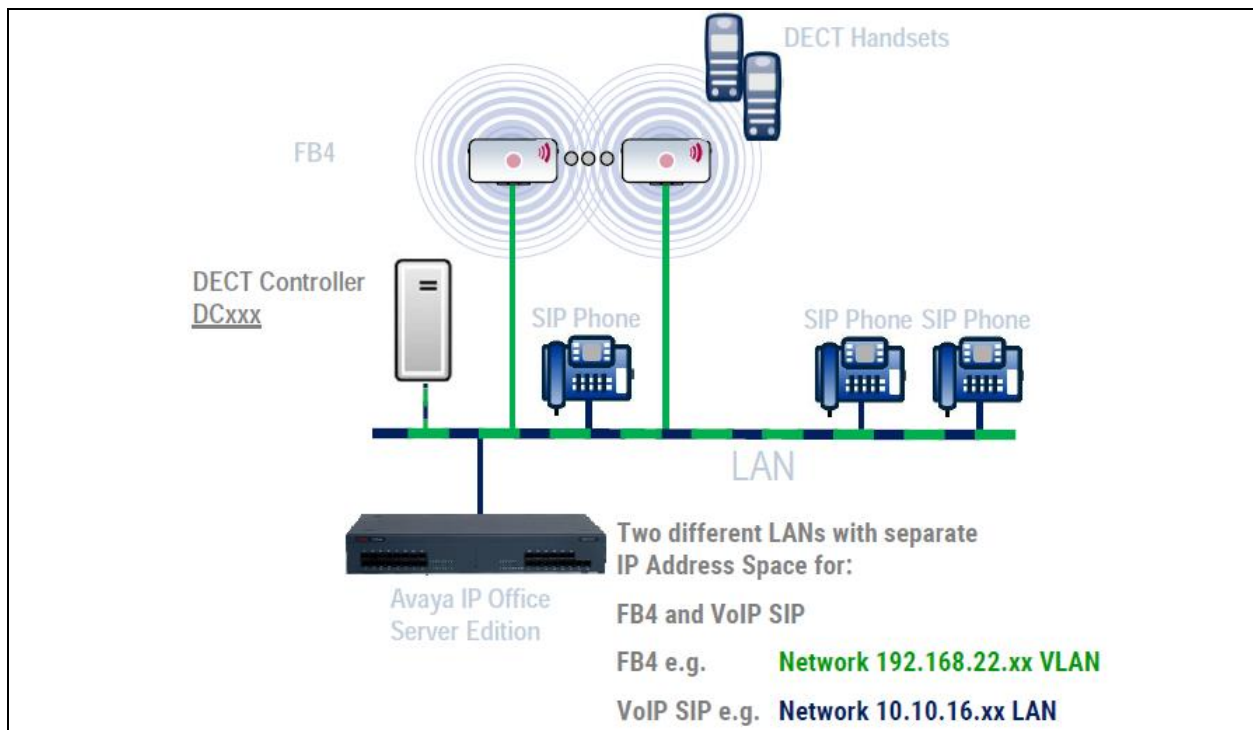 DECT Handsets
FB4
DECT Controller
DCxxx
SIP Phone
SIP Phone SIP Phone
LAN
Avaya IP Office
Server Edition
Two different LANs with separate
IP Address Space for:
FB4 and VoIP SIP
FB4 e.g. Network 192.168.22.xx VLAN
VoIP SIP e.g. Network 10.10.16.xx LAN